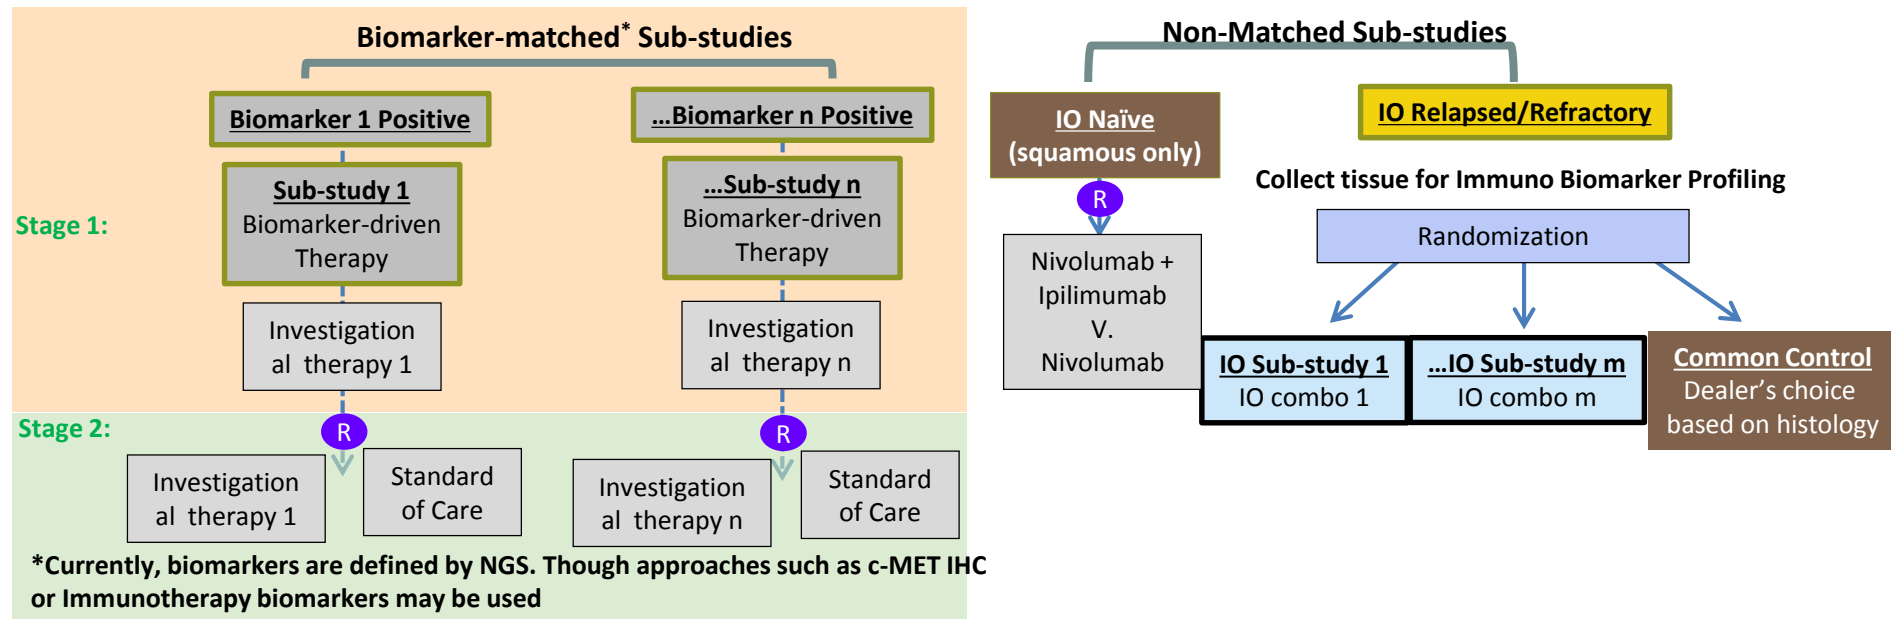 Biomarker-matched* Sub-studies
Biomarker 1 Positive
...Biomarker n Positive
Stage 1:
Sub-study 1
Biomarker-driven
Therapy
...Sub-study n
Biomarker-driven
Therapy
Investigation
al therapy 1
Investigation
al therapy n
Stage 2:
R
R
Investigation
al therapy 1
Standard
of Care
Investigation
al therapy n
Standard
of Care
*Currently, biomarkers are defined by NGS. Though approaches such as c-MET IHC
or Immunotherapy biomarkers may be used
Non-Matched Sub-studies
IO Naïve
(squamous only)
R
Nivolumab +
Ipilimumab
V.
Nivolumab
IO Relapsed/Refractory
Collect tissue for Immuno Biomarker Profiling
Randomization
IO Sub-study 1
IO combo 1
...IO Sub-study m
IO combo m
Common Control
Dealer's choice
based on histology